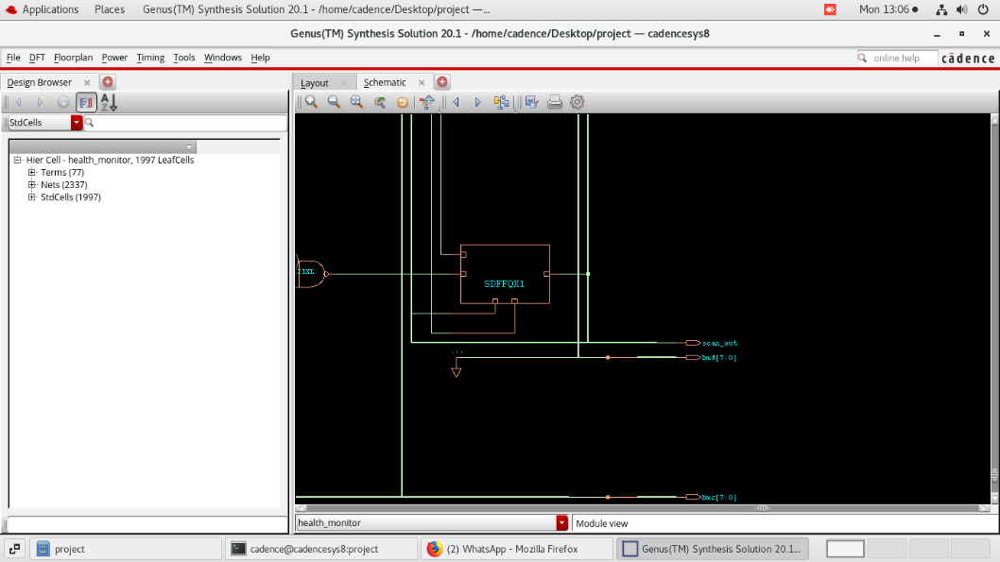 Applications Places Genus(TM) Synthesis Solution 20.1 - /home/cadence/Desktop/project —... Mon 13:06
Genus(TM) Synthesis Solution 20.1 - /home/cadence/Desktop/project — cadencesys8
File DFT Floorplan Power Timing Tools Windows Help online help cādence
Design Browser Layout Schematic
StdCells
Hier Cell - health_monitor, 1997 LeafCells
Terms (77)
Nets (2337)
StdCells (1997)
SDFFQX1
scan_out
...
bmd[7:0]
bmr[7:0]
health_monitor Module view
project cadence@cadencesys8:project (2) WhatsApp - Mozilla Firefox Genus(TM) Synthesis Solution 20.1...